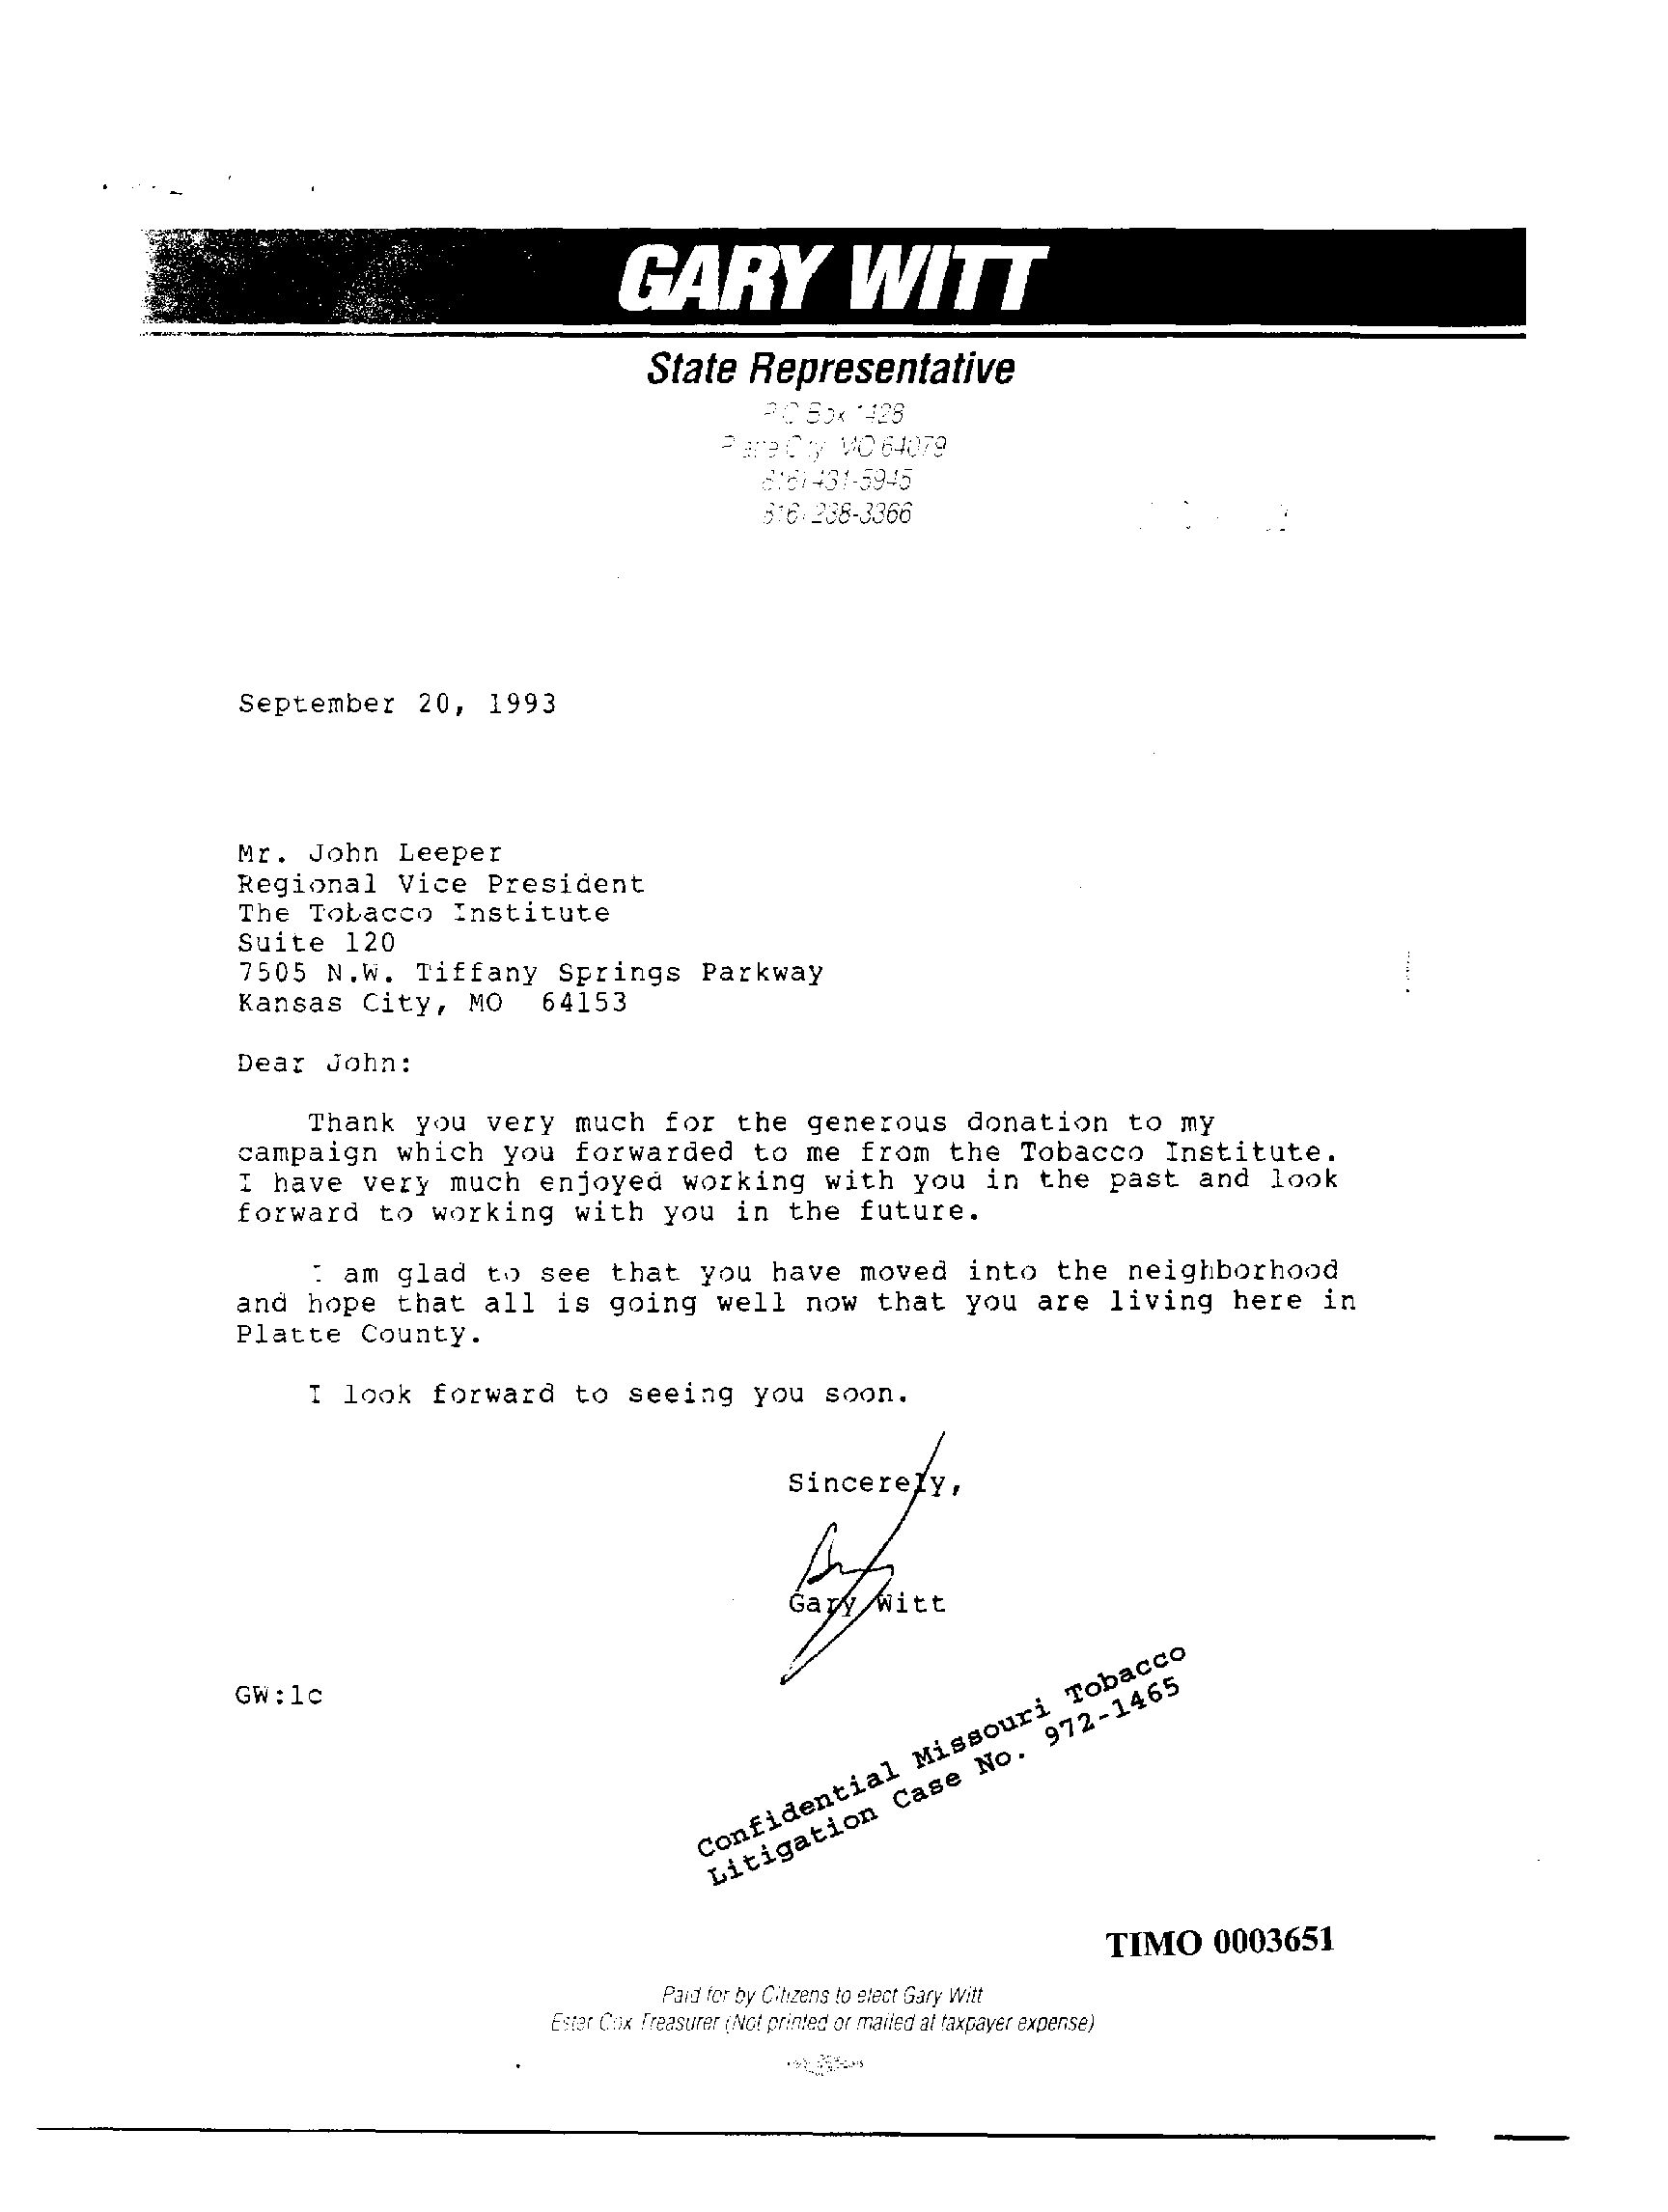 GARY WITT
State Representative
P O Box 1428
Platte City MO 64079
816/ 431-5945
816/ 238-3366
September 20, 1993
Mr. John Leeper
Regional Vice President
The Tobacco Institute
Suite 120
7505 N.W. Tiffany Springs Parkway
Kansas City, MO 64153
Dear John:
Thank you very much for the generous donation to my
campaign which you forwarded to me from the Tobacco Institute.
I have very much enjoyed working with you in the past and look
forward to working with you in the future.
I am glad to see that you have moved into the neighborhood
and hope that all is going well now that you are living here in
Platte County.
I look forward to seeing you soon.
Sincerely,
Gary Witt
GW:lc
Confidential Missouri Tobacco
Litigation Case No. 972-1465
TIMO 0003651
Paid for by Citizens to elect Gary Witt
Ester Cox Treasurer (Not printed or mailed at taxpayer expense)